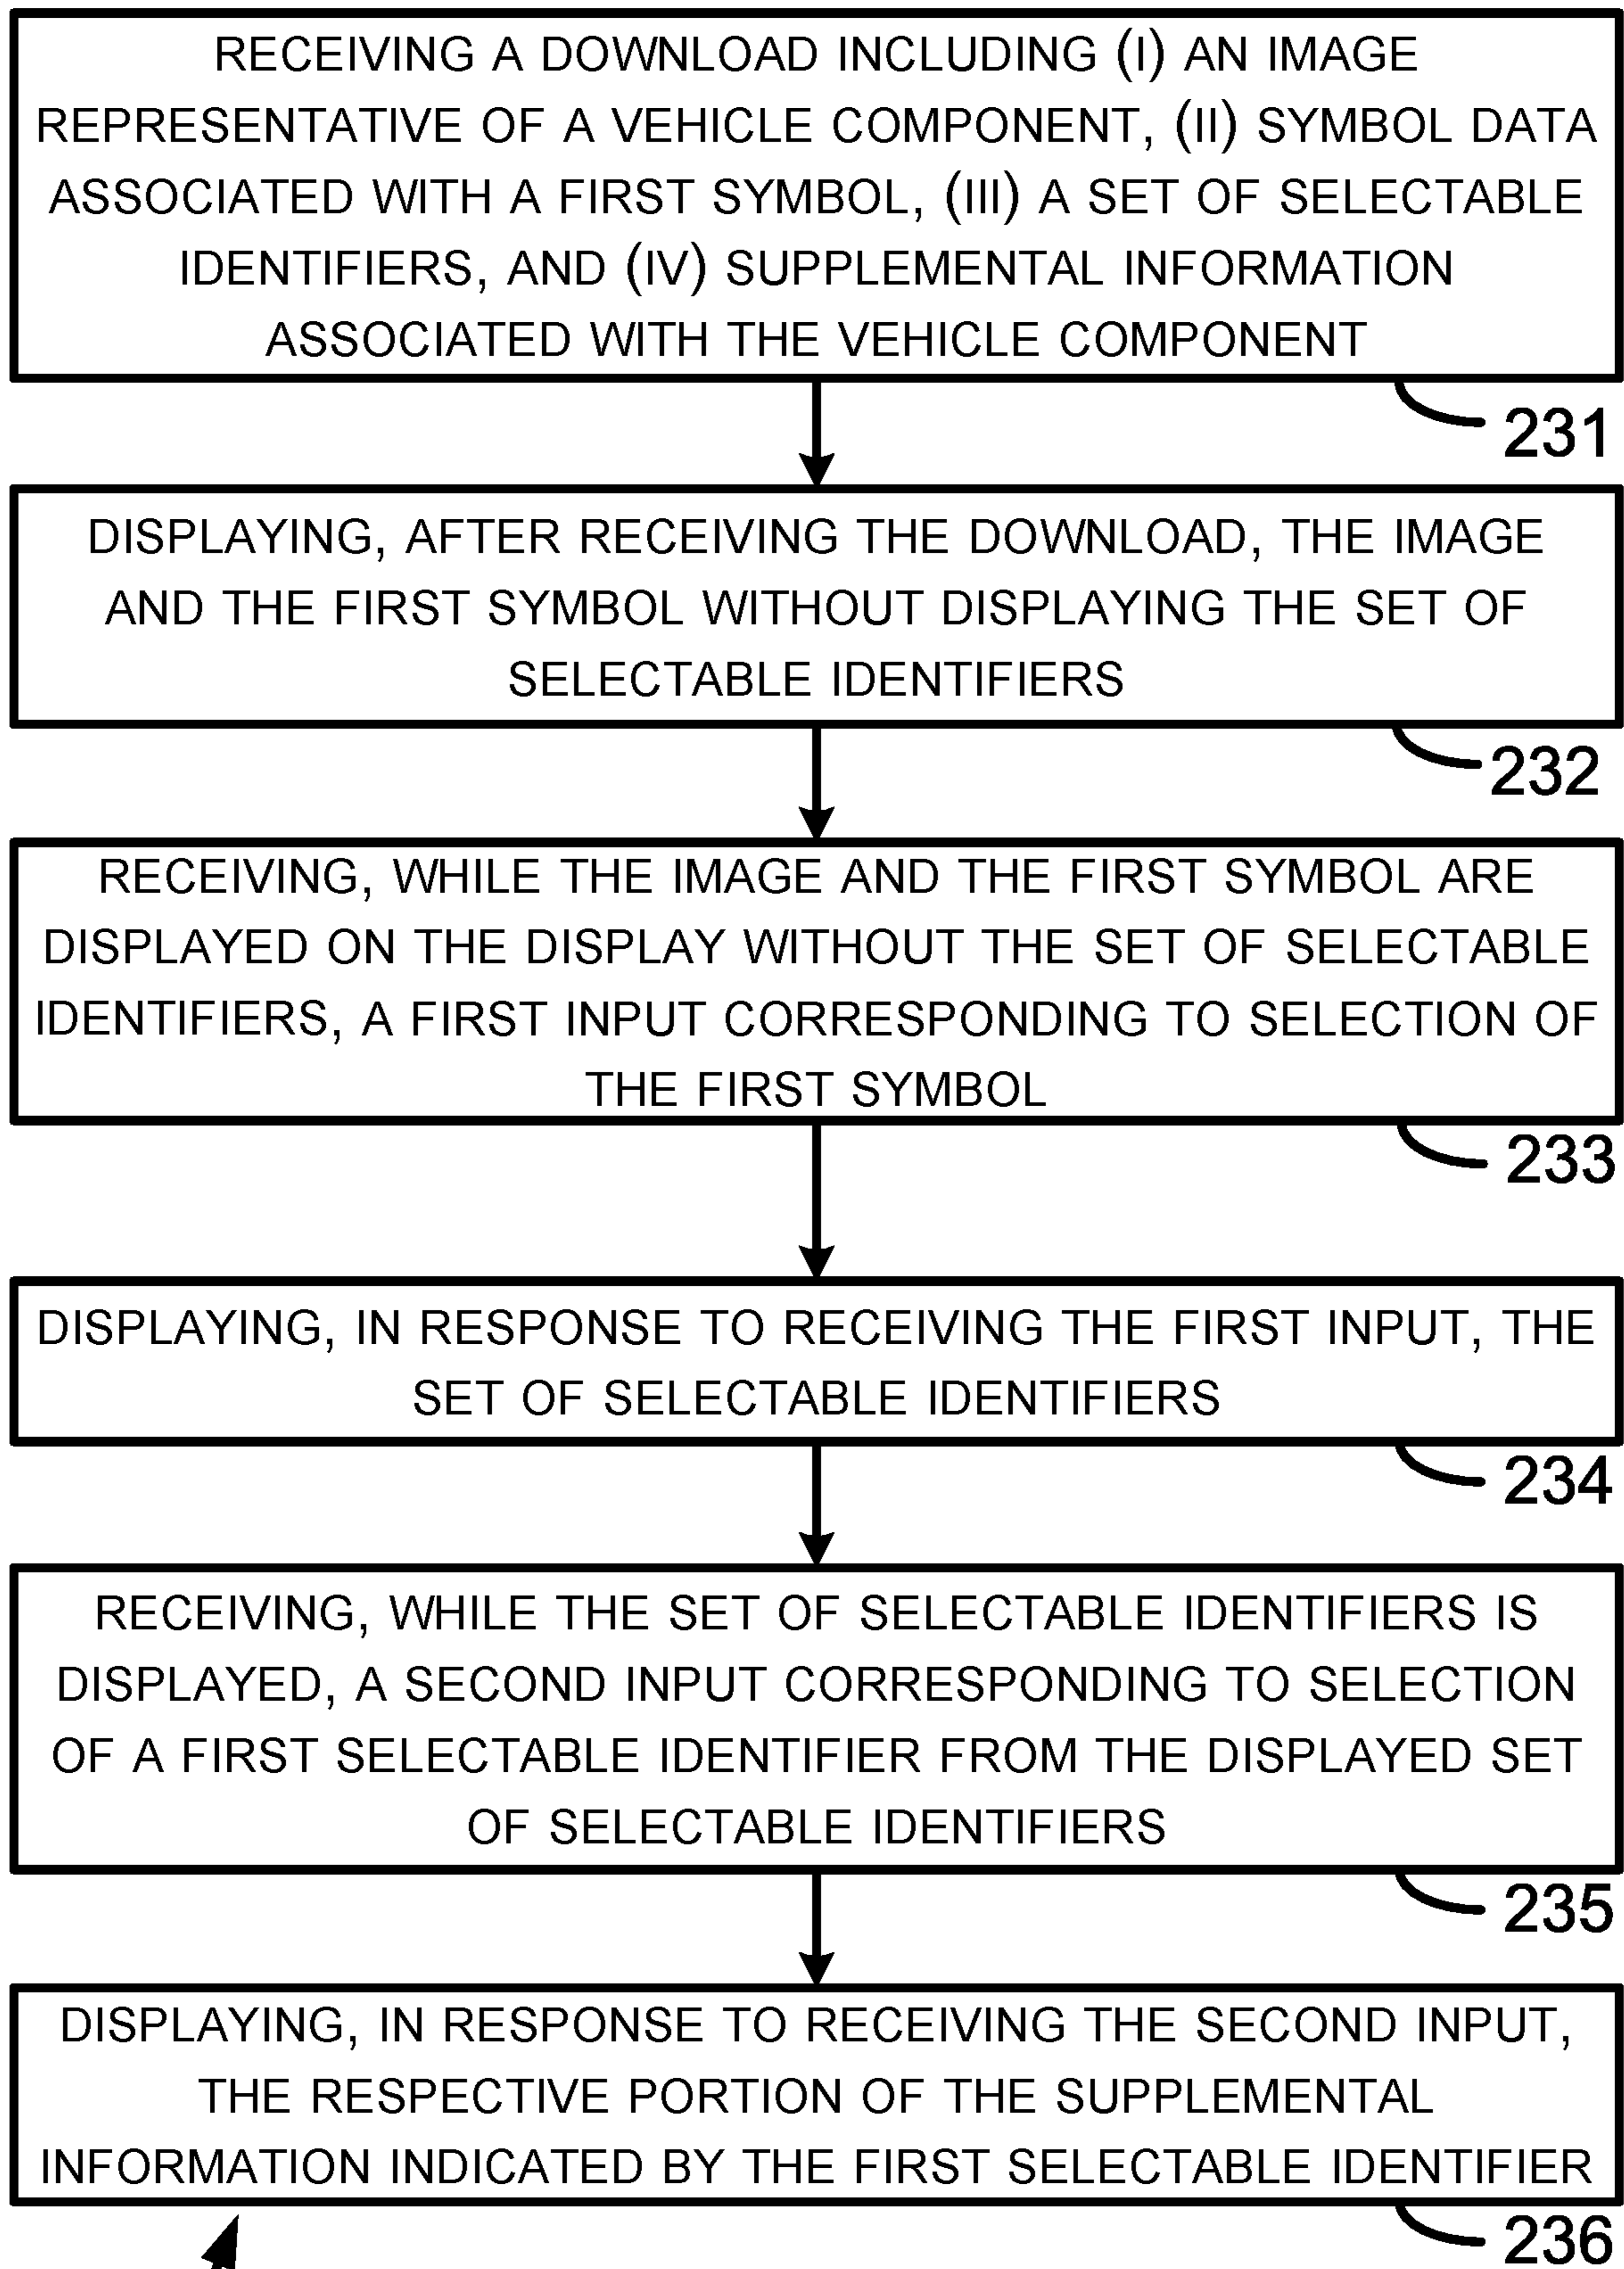 RECEIVING A DOWNLOAD INCLUDING (I) AN IMAGE
REPRESENTATIVE OF A VEHICLE COMPONENT, (II) SYMBOL DATA
ASSOCIATED WITH A FIRST SYMBOL, (III) A SET OF SELECTABLE
IDENTIFIERS, AND (IV) SUPPLEMENTAL INFORMATION
ASSOCIATED WITH THE VEHICLE COMPONENT
231
DISPLAYING, AFTER RECEIVING THE DOWNLOAD, THE IMAGE
AND THE FIRST SYMBOL WITHOUT DISPLAYING THE SET OF
SELECTABLE IDENTIFIERS
232
RECEIVING, WHILE THE IMAGE AND THE FIRST SYMBOL ARE
DISPLAYED ON THE DISPLAY WITHOUT THE SET OF SELECTABLE
IDENTIFIERS, A FIRST INPUT CORRESPONDING TO SELECTION OF
THE FIRST SYMBOL
233
DISPLAYING, IN RESPONSE TO RECEIVING THE FIRST INPUT, THE
SET OF SELECTABLE IDENTIFIERS
234
RECEIVING, WHILE THE SET OF SELECTABLE IDENTIFIERS IS
DISPLAYED, A SECOND INPUT CORRESPONDING TO SELECTION
OF A FIRST SELECTABLE IDENTIFIER FROM THE DISPLAYED SET
OF SELECTABLE IDENTIFIERS
235
DISPLAYING, IN RESPONSE TO RECEIVING THE SECOND INPUT,
THE RESPECTIVE PORTION OF THE SUPPLEMENTAL
INFORMATION INDICATED BY THE FIRST SELECTABLE IDENTIFIER
236